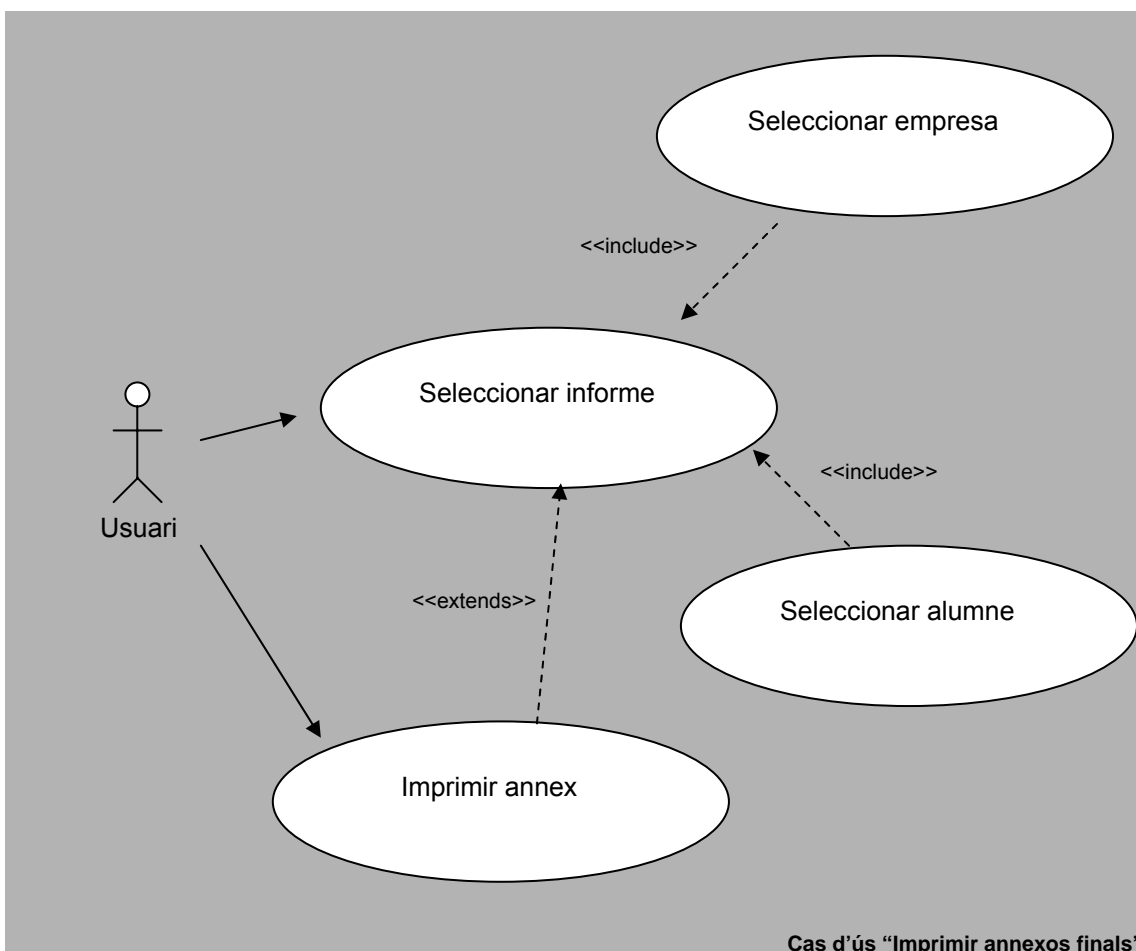 Seleccionar empresa
<<include>>
Seleccionar informe
<<include>>
Usuari
<<extends>>
Seleccionar alumne
Imprimir annex
Cas d'ús “Imprimir annexos finals”